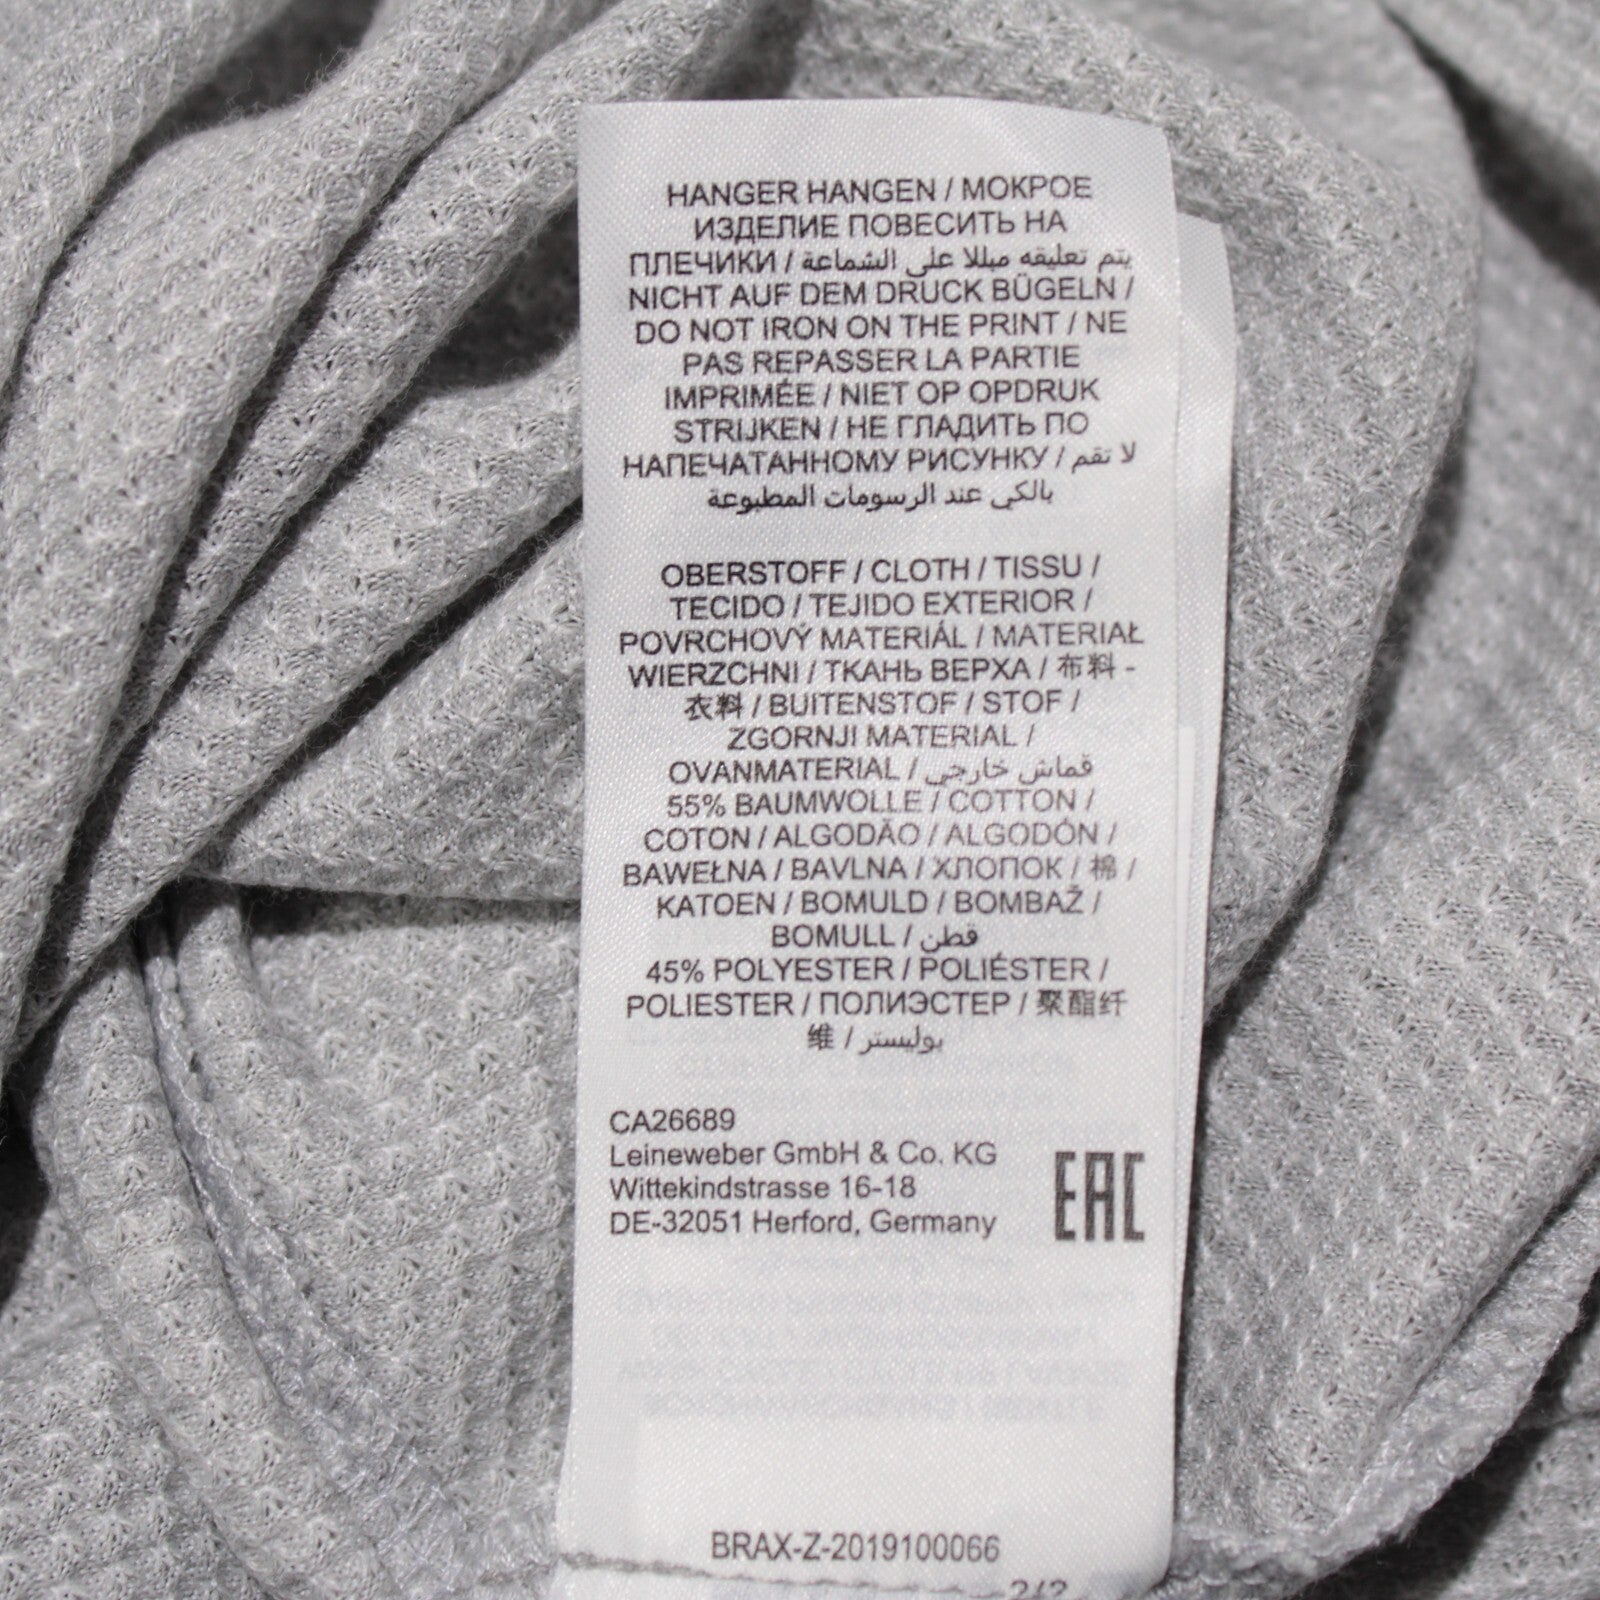 HANGER HANGEN / МОКРОЕ
ИЗДЕЛИЕ ПОВЕСИТЬ НА
ПЛЕЧИКИ / يتم تعليقه مبللا على الشماعة
NICHT AUF DEM DRUCK BÜGELN /
DO NOT IRON ON THE PRINT / NE
PAS REPASSER LA PARTIE
IMPRIMÉE / NIET OP OPDRUK
STRIJKEN / НЕ ГЛАДИТЬ ПО
НАПЕЧАТАННОМУ РИСУНКУ / لا تقم
بالكي عند الرسومات المطبوعة
OBERSTOFF / CLOTH / TISSU /
TECIDO / TEJIDO EXTERIOR /
POVRCHOVÝ MATERIÁL / MATERIAŁ
WIERZCHNI / ТКАНЬ ВЕРХА / 布料 -
衣料 / BUITENSTOF / STOF /
ZGORNJI MATERIAL /
OVANMATERIAL / قماش خارجي
55% BAUMWOLLE / COTTON /
COTON / ALGODÃO / ALGODÓN /
BAWEŁNA / BAVLNA / ХЛОПОК / 棉 /
KATOEN / BOMULD / BOMBAŽ /
BOMULL / قطن
45% POLYESTER / POLIÉSTER /
POLIESTER / ПОЛИЭСТЕР / 聚酯纤
维 / بوليستر
CA26689
Leineweber GmbH & Co. KG
Wittekindstrasse 16-18
DE-32051 Herford, Germany
EAC
BRAX-Z-2019100066
2/2